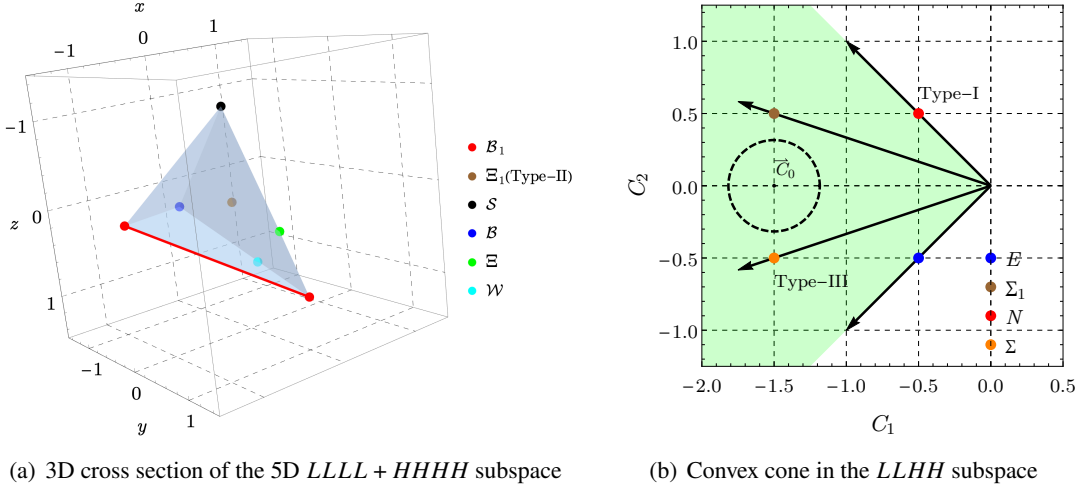 x
−1
0
1
−1
z
0
1
−1
0
y
1
ℬ₁
Ξ₁(Type−II)
𝒮
ℬ
Ξ
𝒲
C₂
1.0
0.5
0.0
−0.5
−1.0
−2.0 −1.5 −1.0 −0.5 0.0 0.5
C₁
Type−I
C⃗₀
Type−III
E
Σ₁
N
Σ
(a) 3D cross section of the 5D LLLL + HHHH subspace
(b) Convex cone in the LLHH subspace